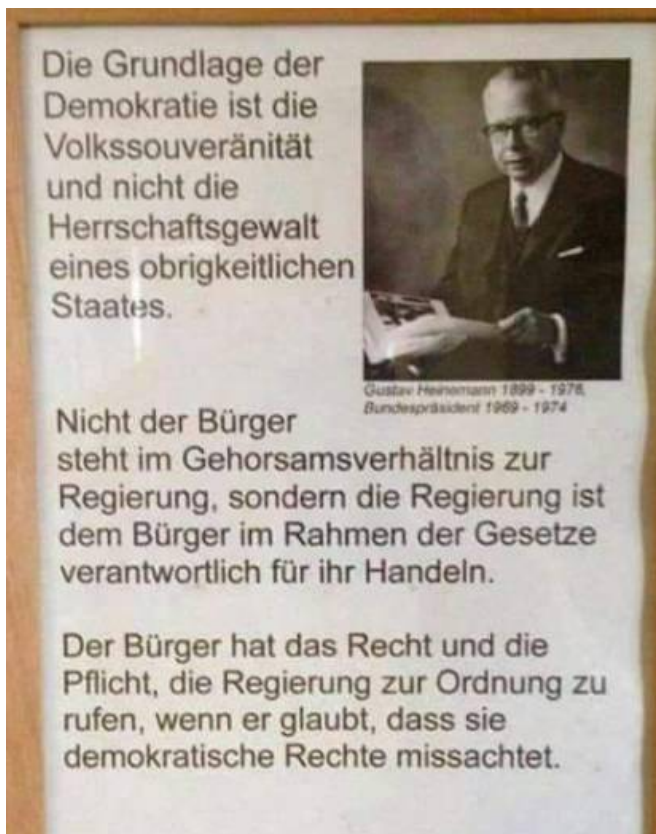 Die Grundlage der
Demokratie ist die
Volkssouveränität
und nicht die
Herrschaftsgewalt
eines obrigkeitlichen
Staates.
Gustav Heinemann 1899 - 1976,
Bundespräsident 1969 - 1974
Nicht der Bürger
steht im Gehorsamsverhältnis zur
Regierung, sondern die Regierung ist
dem Bürger im Rahmen der Gesetze
verantwortlich für ihr Handeln.
Der Bürger hat das Recht und die
Pflicht, die Regierung zur Ordnung zu
rufen, wenn er glaubt, dass sie
demokratische Rechte missachtet.